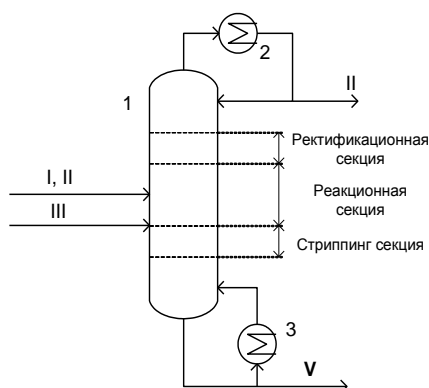 2
1
II
Ректификационная
секция
I, II
Реакционная
секция
III
Стриппинг секция
3
V